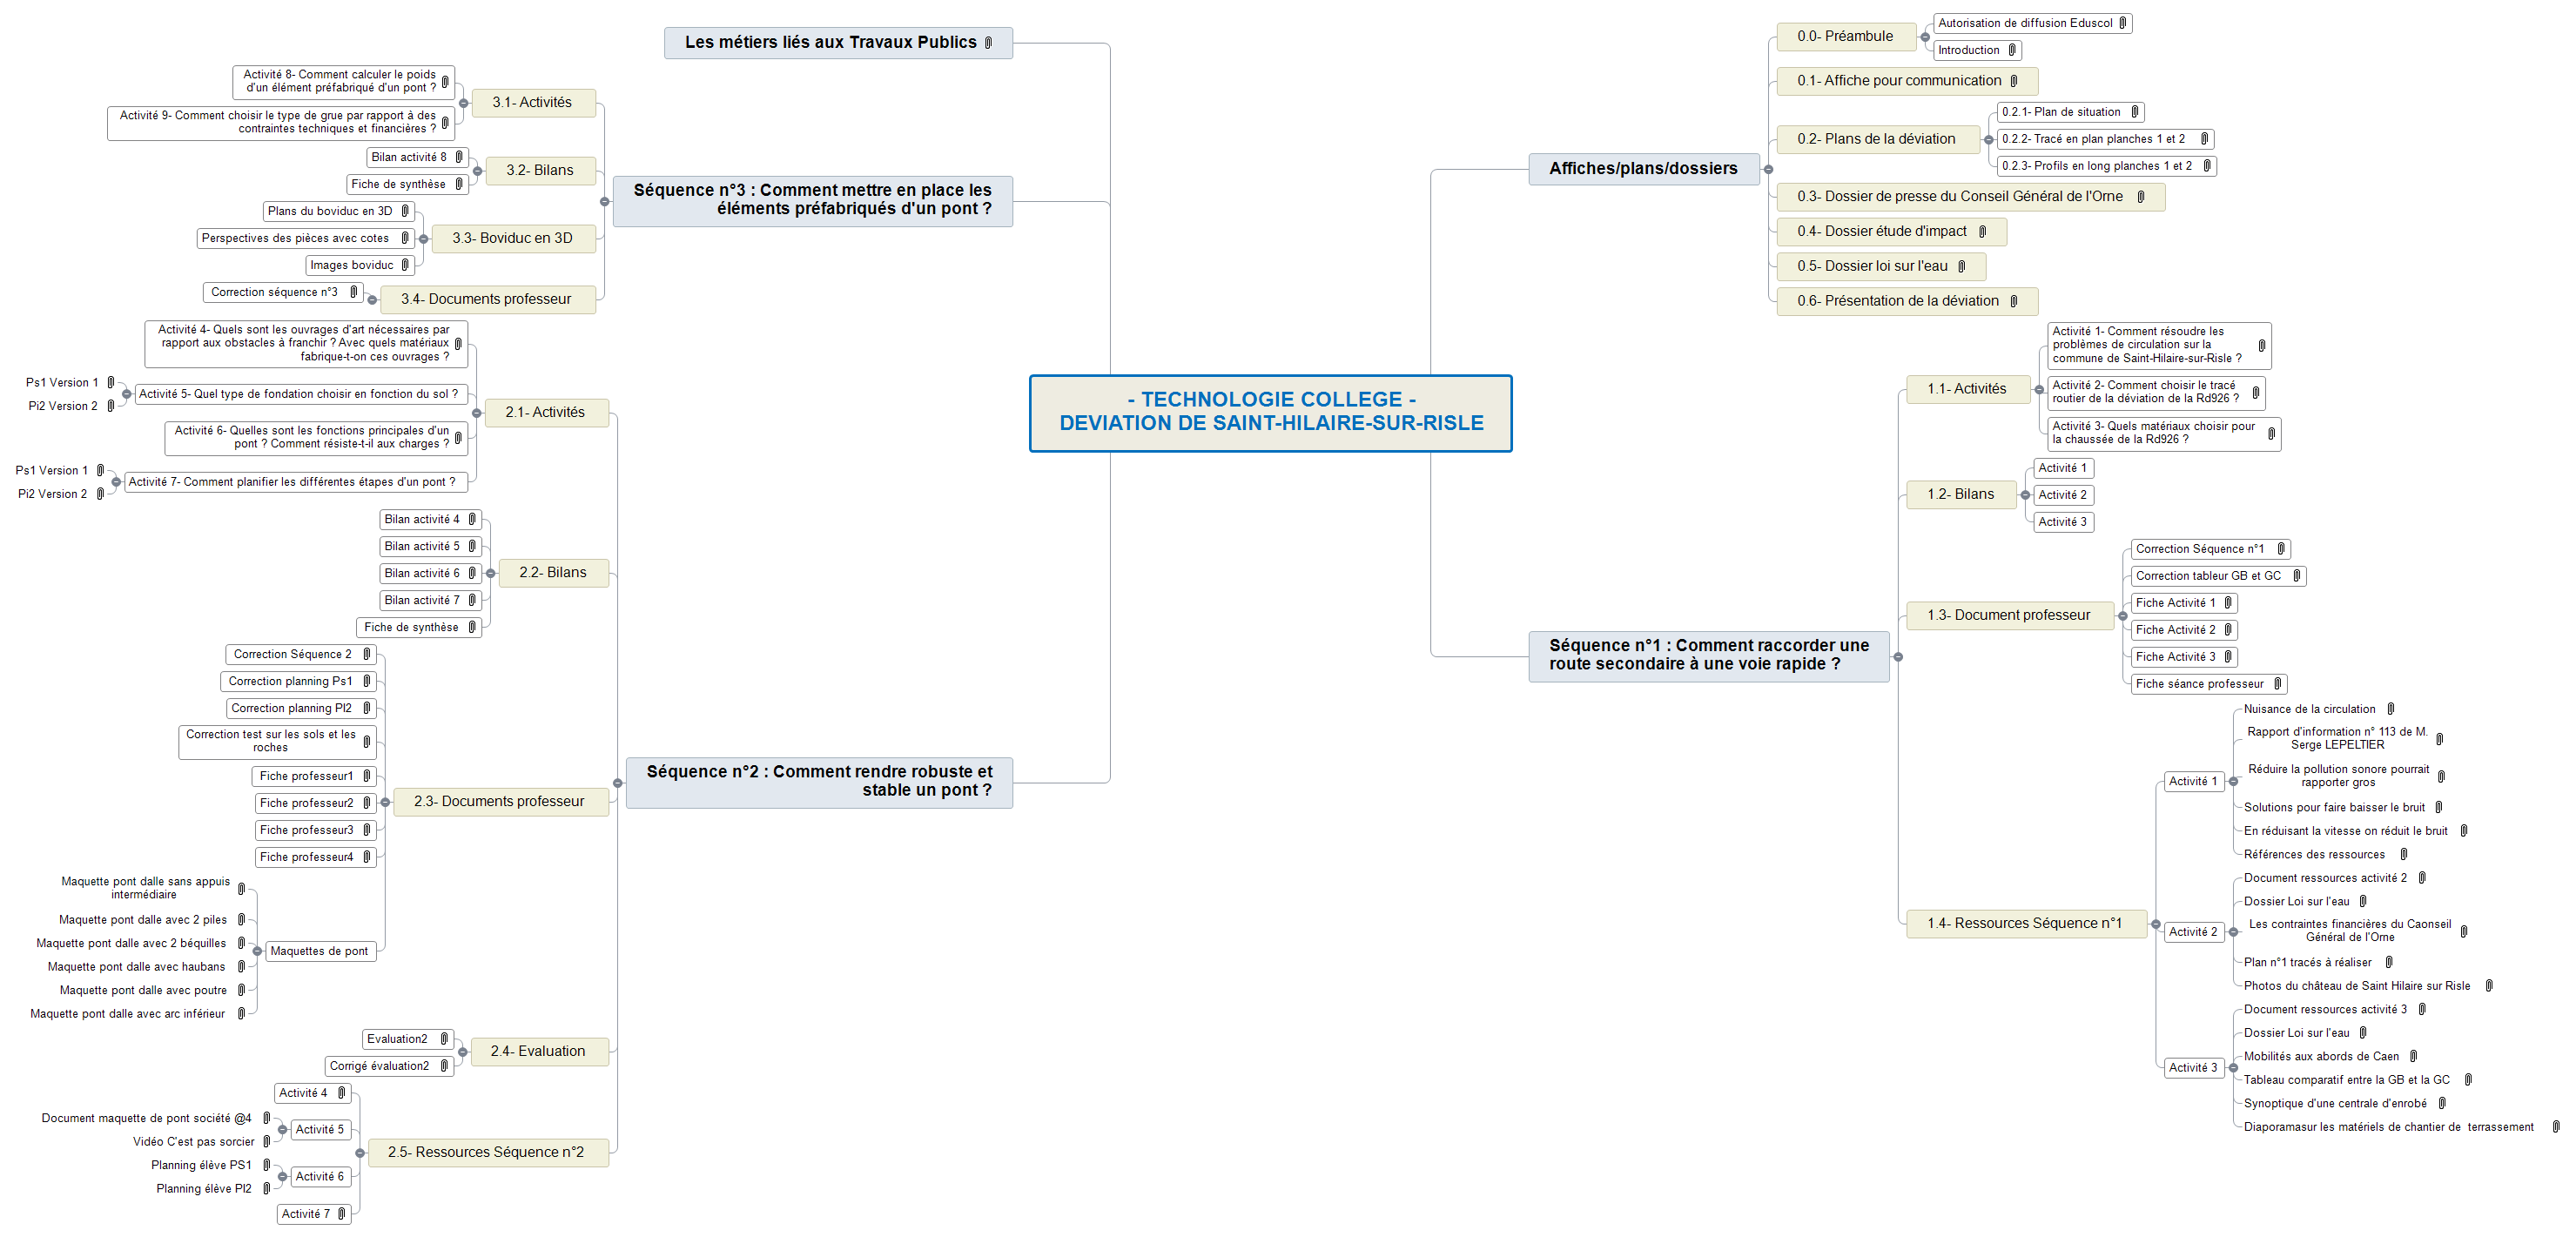 - TECHNOLOGIE COLLEGE -
DEVIATION DE SAINT-HILAIRE-SUR-RISLE
Affiches/plans/dossiers
0.0- Préambule
Autorisation de diffusion Eduscol
Introduction
0.1- Affiche pour communication
0.2- Plans de la déviation
0.2.1- Plan de situation
0.2.2- Tracé en plan planches 1 et 2
0.2.3- Profils en long planches 1 et 2
0.3- Dossier de presse du Conseil Général de l'Orne
0.4- Dossier étude d'impact
0.5- Dossier loi sur l'eau
0.6- Présentation de la déviation
Séquence n°1 : Comment raccorder une
route secondaire à une voie rapide ?
1.1- Activités
Activité 1- Comment résoudre les
problèmes de circulation sur la
commune de Saint-Hilaire-sur-Risle ?
Activité 2- Comment choisir le tracé
routier de la déviation de la Rd926 ?
Activité 3- Quels matériaux choisir pour
la chaussée de la Rd926 ?
1.2- Bilans
Activité 1
Activité 2
Activité 3
1.3- Document professeur
Correction Séquence n°1
Correction tableur GB et GC
Fiche Activité 1
Fiche Activité 2
Fiche Activité 3
Fiche séance professeur
1.4- Ressources Séquence n°1
Activité 1
Nuisance de la circulation
Rapport d'information n° 113 de M.
Serge LEPELTIER
Réduire la pollution sonore pourrait
rapporter gros
Solutions pour faire baisser le bruit
En réduisant la vitesse on réduit le bruit
Références des ressources
Activité 2
Document ressources activité 2
Dossier Loi sur l'eau
Les contraintes financières du Caonseil
Général de l'Orne
Plan n°1 tracés à réaliser
Photos du château de Saint Hilaire sur Risle
Activité 3
Document ressources activité 3
Dossier Loi sur l'eau
Mobilités aux abords de Caen
Tableau comparatif entre la GB et la GC
Synoptique d'une centrale d'enrobé
Diaporamasur les matériels de chantier de  terrassement
Les métiers liés aux Travaux Publics
Séquence n°3 : Comment mettre en place les
éléments préfabriqués d'un pont ?
3.1- Activités
Activité 8- Comment calculer le poids
d'un élément préfabriqué d'un pont ?
Activité 9- Comment choisir le type de grue par rapport à des
contraintes techniques et financières ?
3.2- Bilans
Bilan activité 8
Fiche de synthèse
3.3- Boviduc en 3D
Plans du boviduc en 3D
Perspectives des pièces avec cotes
Images boviduc
3.4- Documents professeur
Correction séquence n°3
Séquence n°2 : Comment rendre robuste et
stable un pont ?
2.1- Activités
Activité 4- Quels sont les ouvrages d'art nécessaires par
rapport aux obstacles à franchir ? Avec quels matériaux
fabrique-t-on ces ouvrages ?
Activité 5- Quel type de fondation choisir en fonction du sol ?
Ps1 Version 1
Pi2 Version 2
Activité 6- Quelles sont les fonctions principales d'un
pont ? Comment résiste-t-il aux charges ?
Activité 7- Comment planifier les différentes étapes d'un pont ?
Ps1 Version 1
Pi2 Version 2
2.2- Bilans
Bilan activité 4
Bilan activité 5
Bilan activité 6
Bilan activité 7
Fiche de synthèse
2.3- Documents professeur
Correction Séquence 2
Correction planning Ps1
Correction planning PI2
Correction test sur les sols et les
roches
Fiche professeur1
Fiche professeur2
Fiche professeur3
Fiche professeur4
Maquettes de pont
Maquette pont dalle sans appuis
intermédiaire
Maquette pont dalle avec 2 piles
Maquette pont dalle avec 2 béquilles
Maquette pont dalle avec haubans
Maquette pont dalle avec poutre
Maquette pont dalle avec arc inférieur
2.4- Evaluation
Evaluation2
Corrigé évaluation2
2.5- Ressources Séquence n°2
Activité 4
Activité 5
Document maquette de pont société @4
Vidéo C'est pas sorcier
Activité 6
Planning élève PS1
Planning élève PI2
Activité 7